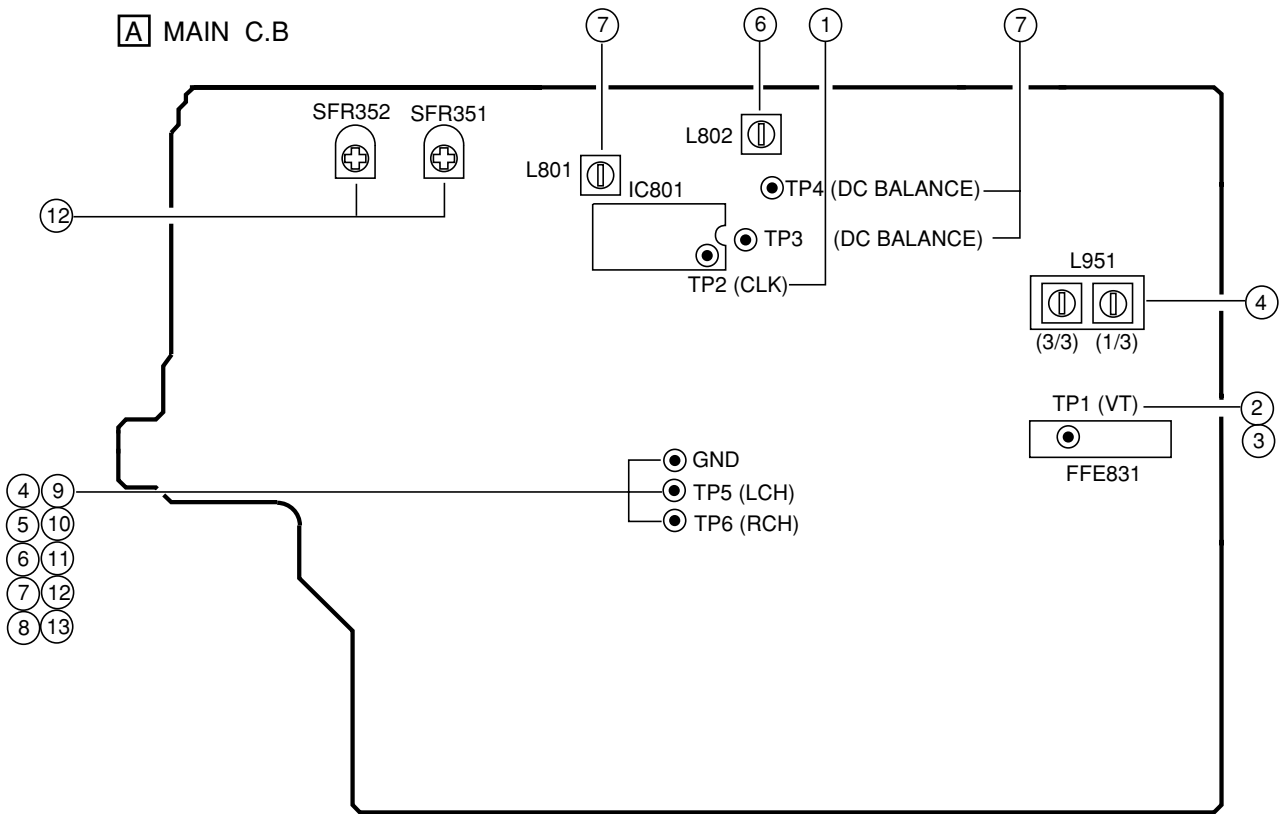 A MAIN C.B
7
6
1
7
SFR352
SFR351
L802
L801
IC801
TP4 (DC BALANCE)
12
TP3
(DC BALANCE)
L951
TP2 (CLK)
4
(3/3) (1/3)
TP1 (VT)
2
3
FFE831
GND
4 9
TP5 (LCH)
5 10
TP6 (RCH)
6 11
7 12
8 13